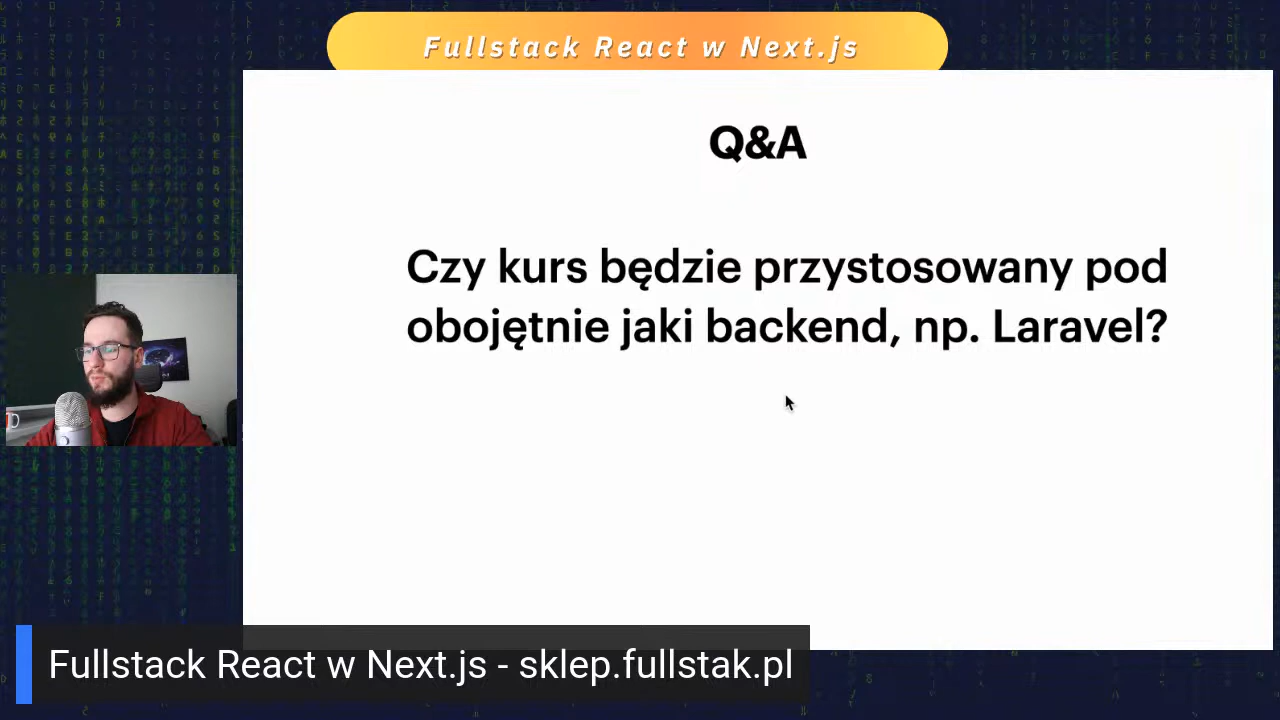 Fullstack React w Next.js
Q&A
Czy kurs będzie przystosowany pod
obojętnie jaki backend, np. Laravel?
Fullstack React w Next.js - sklep.fullstak.pl